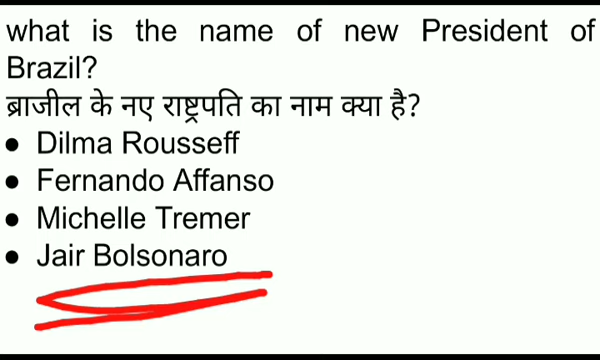 what is the name of new President of
Brazil?
ब्राजील के नए राष्ट्रपति का नाम क्या है?
● Dilma Rousseff
● Fernando Affanso
● Michelle Tremer
● Jair Bolsonaro